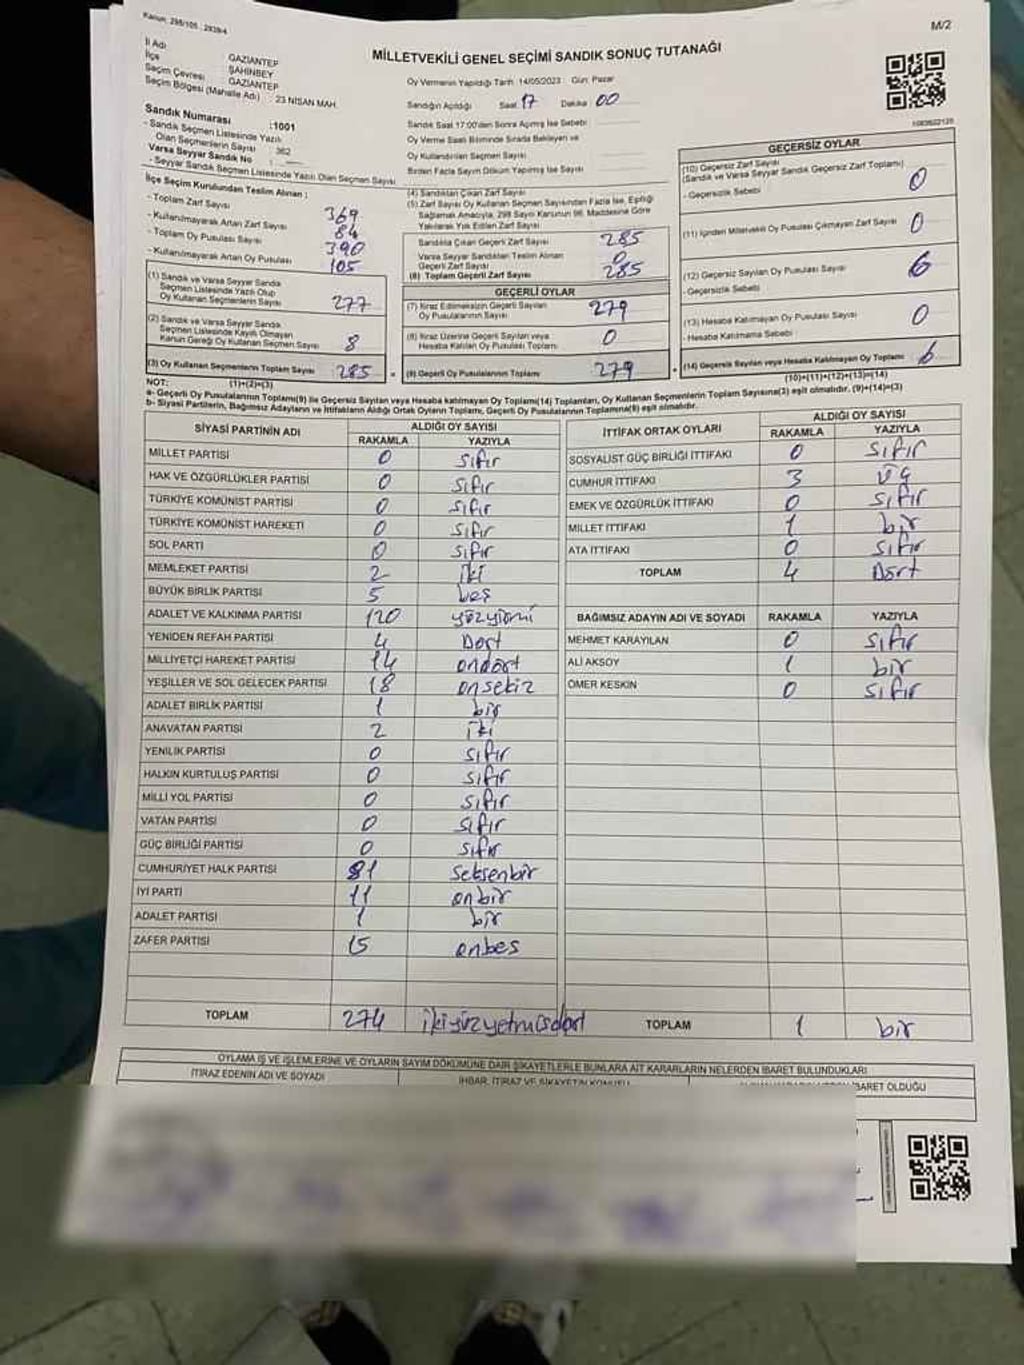 Kanun: 298/105 ; 2839/4
M/2
MİLLETVEKİLİ GENEL SEÇİMİ SANDIK SONUÇ TUTANAĞI
İl Adı GAZİANTEP
İlçe ŞAHİNBEY
Seçim Çevresi GAZİANTEP
Seçim Bölgesi (Mahalle Adı) : 23 NİSAN MAH.
Sandık Numarası :1001
- Sandık Seçmen Listesinde Yazılı
Olan Seçmenlerin Sayısı : 362
Varsa Seyyar Sandık No :
- Seyyar Sandık Seçmen Listesinde Yazılı Olan Seçmen Sayısı
İlçe Seçim Kurulundan Teslim Alınan :
- Toplam Zarf Sayısı 369
- Kullanılmayarak Artan Zarf Sayısı 84
- Toplam Oy Pusulası Sayısı 390
- Kullanılmayarak Artan Oy Pusulası 105
(1) Sandık ve Varsa Seyyar Sandık
Seçmen Listesinde Yazılı Olup
Oy Kullanan Seçmenlerin Sayısı 277
(2) Sandık ve Varsa Seyyar Sandık
Seçmen Listesinde Kayıtlı Olmayan
Kanun Gereği Oy Kullanan Seçmen Sayısı 8
(3) Oy Kullanan Seçmenlerin Toplam Sayısı 285
(1)+(2)=(3)
Oy Vermenin Yapıldığı Tarih :14/05/2023 Gün: Pazar
Sandığın Açıldığı Saat 17 Dakika 00
Sandık Saat 17:00'den Sonra Açılmış İse Sebebi
Oy Verme Saati Bitiminde Sırada Bekleyen ve
Oy Kullandırılan Seçmen Sayısı
Birden Fazla Sayım Döküm Yapılmış İse Sayısı
(4) Sandıktan Çıkan Zarf Sayısı
(5) Zarf Sayısı Oy Kullanan Seçmen Sayısından Fazla İse, Eşitliği
Sağlamak Amacıyla, 298 Sayılı Kanunun 98. Maddesine Göre
Yakılarak Yok Edilen Zarf Sayısı
Sandıkta Çıkan Geçerli Zarf Sayısı 285
Varsa Seyyar Sandıktan Teslim Alınan
Geçerli Zarf Sayısı 0
(6) Toplam Geçerli Zarf Sayısı 285
GEÇERLİ OYLAR
(7) İtiraz Edilmeksizin Geçerli Sayılan
Oy Pusulalarının Sayısı 279
(8) İtiraz Üzerine Geçerli Sayılan veya
Hesaba Katılan Oy Pusulası Toplamı 0
(9) Geçerli Oy Pusulalarının Toplamı 279
1083622126
GEÇERSİZ OYLAR
(10) Geçersiz Zarf Sayısı
(Sandık ve Varsa Seyyar Sandık Geçersiz Zarf Toplamı) 0
- Geçersizlik Sebebi
(11) İçinden Milletvekili Oy Pusulası Çıkmayan Zarf Sayısı 0
(12) Geçersiz Sayılan Oy Pusulası Sayısı 6
- Geçersizlik Sebebi
(13) Hesaba Katılmayan Oy Pusulası Sayısı 0
- Hesaba Katılmama Sebebi
(14) Geçersiz Sayılan veya Hesaba Katılmayan Oy Toplamı 6
(10)+(11)+(12)+(13)=(14)
NOT:
a- Geçerli Oy Pusulalarının Toplamı(9) ile Geçersiz Sayılan veya Hesaba Katılmayan Oy Toplamı(14) Toplamları, Oy Kullanan Seçmenlerin Toplam Sayısına(3) eşit olmalıdır. (9)+(14)=(3)
b- Siyasi Partilerin, Bağımsız Adayların ve İttifakların Aldığı Ortak Oyların Toplamı, Geçerli Oy Pusulalarının Toplamına(9) eşit olmalıdır.
SİYASİ PARTİNİN ADI ALDIĞI OY SAYISI
RAKAMLA YAZIYLA
MİLLET PARTİSİ 0 sıfır
HAK VE ÖZGÜRLÜKLER PARTİSİ 0 sıfır
TÜRKİYE KOMÜNİST PARTİSİ 0 sıfır
TÜRKİYE KOMÜNİST HAREKETİ 0 sıfır
SOL PARTİ 0 sıfır
MEMLEKET PARTİSİ 2 iki
BÜYÜK BİRLİK PARTİSİ 5 beş
ADALET VE KALKINMA PARTİSİ 120 yüzyirmi
YENİDEN REFAH PARTİSİ 4 Dört
MİLLİYETÇİ HAREKET PARTİSİ 14 ondört
YEŞİLLER VE SOL GELECEK PARTİSİ 18 onsekiz
ADALET BİRLİK PARTİSİ 1 bir
ANAVATAN PARTİSİ 2 iki
YENİLİK PARTİSİ 0 sıfır
HALKIN KURTULUŞ PARTİSİ 0 sıfır
MİLLİ YOL PARTİSİ 0 sıfır
VATAN PARTİSİ 0 sıfır
GÜÇ BİRLİĞİ PARTİSİ 0 sıfır
CUMHURİYET HALK PARTİSİ 81 seksenbir
İYİ PARTİ 11 onbir
ADALET PARTİSİ 1 bir
ZAFER PARTİSİ 15 onbeş
TOPLAM 274 ikiyüzyetmişdört
İTTİFAK ORTAK OYLARI ALDIĞI OY SAYISI
RAKAMLA YAZIYLA
SOSYALİST GÜÇ BİRLİĞİ İTTİFAKI 0 sıfır
CUMHUR İTTİFAKI 3 üç
EMEK VE ÖZGÜRLÜK İTTİFAKI 0 sıfır
MİLLET İTTİFAKI 1 bir
ATA İTTİFAKI 0 sıfır
TOPLAM 4 Dört
BAĞIMSIZ ADAYIN ADI VE SOYADI RAKAMLA YAZIYLA
MEHMET KARAYILAN 0 sıfır
ALİ AKSOY 1 bir
ÖMER KESKİN 0 sıfır
TOPLAM 1 bir
OYLAMA İŞ VE İŞLEMLERİNE VE OYLARIN SAYIM DÖKÜMÜNE DAİR ŞİKAYETLERLE BUNLARA AİT KARARLARIN NELERDEN İBARET BULUNDUKLARI
İTİRAZ EDENİN ADI VE SOYADI İHBAR, İTİRAZ VE ŞİKAYETİN KONUSU İBARET OLDUĞU